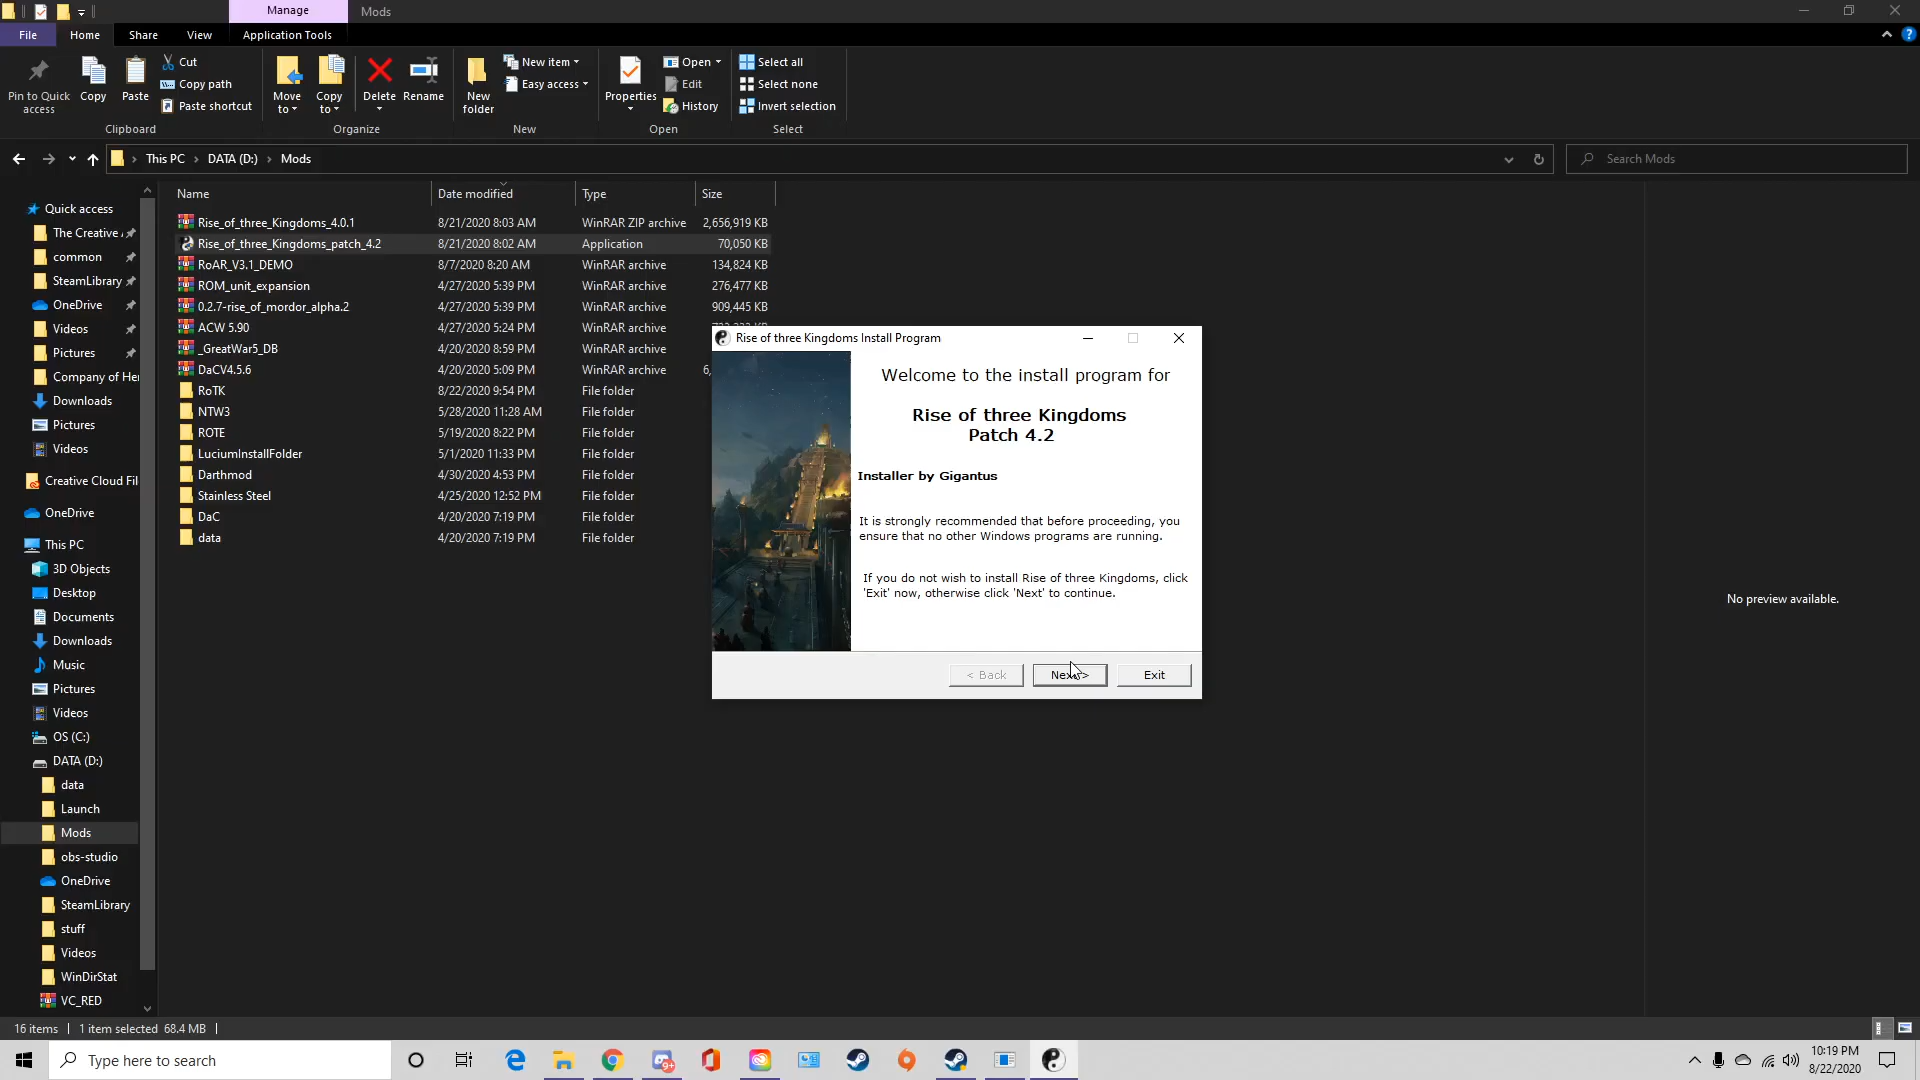 Manage
Mods
File
Home
Share
View
Application Tools
Pin to Quick access
Copy
Paste
Cut
Copy path
Paste shortcut
Clipboard
Move to
Copy to
Delete
Rename
Organize
New folder
New item
Easy access
New
Properties
Open
Edit
History
Open
Select all
Select none
Invert selection
Select
This PC > DATA (D:) > Mods
Search Mods
Quick access
The Creative
common
SteamLibrary
OneDrive
Videos
Pictures
Company of Her
Downloads
Pictures
Videos
Creative Cloud Fil
OneDrive
This PC
3D Objects
Desktop
Documents
Downloads
Music
Pictures
Videos
OS (C:)
DATA (D:)
data
Launch
Mods
obs-studio
OneDrive
SteamLibrary
stuff
Videos
WinDirStat
VC_RED
Name Date modified Type Size
Rise_of_three_Kingdoms_4.0.1 8/21/2020 8:03 AM WinRAR ZIP archive 2,656,919 KB
Rise_of_three_Kingdoms_patch_4.2 8/21/2020 8:02 AM Application 70,050 KB
RoAR_V3.1_DEMO 8/7/2020 8:20 AM WinRAR archive 134,824 KB
ROM_unit_expansion 4/27/2020 5:39 PM WinRAR archive 276,477 KB
0.2.7-rise_of_mordor_alpha.2 4/27/2020 5:39 PM WinRAR archive 909,445 KB
ACW 5.90 4/27/2020 5:24 PM WinRAR archive
_GreatWar5_DB 4/20/2020 8:59 PM WinRAR archive
DaCV4.5.6 4/20/2020 5:09 PM WinRAR archive 6,
RoTK 8/22/2020 9:54 PM File folder
NTW3 5/28/2020 11:28 AM File folder
ROTE 5/19/2020 8:22 PM File folder
LuciumInstallFolder 5/1/2020 11:33 PM File folder
Darthmod 4/30/2020 4:53 PM File folder
Stainless Steel 4/25/2020 12:52 PM File folder
DaC 4/20/2020 7:19 PM File folder
data 4/20/2020 7:19 PM File folder
Rise of three Kingdoms Install Program
Welcome to the install program for
Rise of three Kingdoms
Patch 4.2
Installer by Gigantus
It is strongly recommended that before proceeding, you
ensure that no other Windows programs are running.
If you do not wish to install Rise of three Kingdoms, click
'Exit' now, otherwise click 'Next' to continue.
< Back
Next >
Exit
No preview available.
16 items
1 item selected 68.4 MB
Type here to search
10:19 PM
8/22/2020